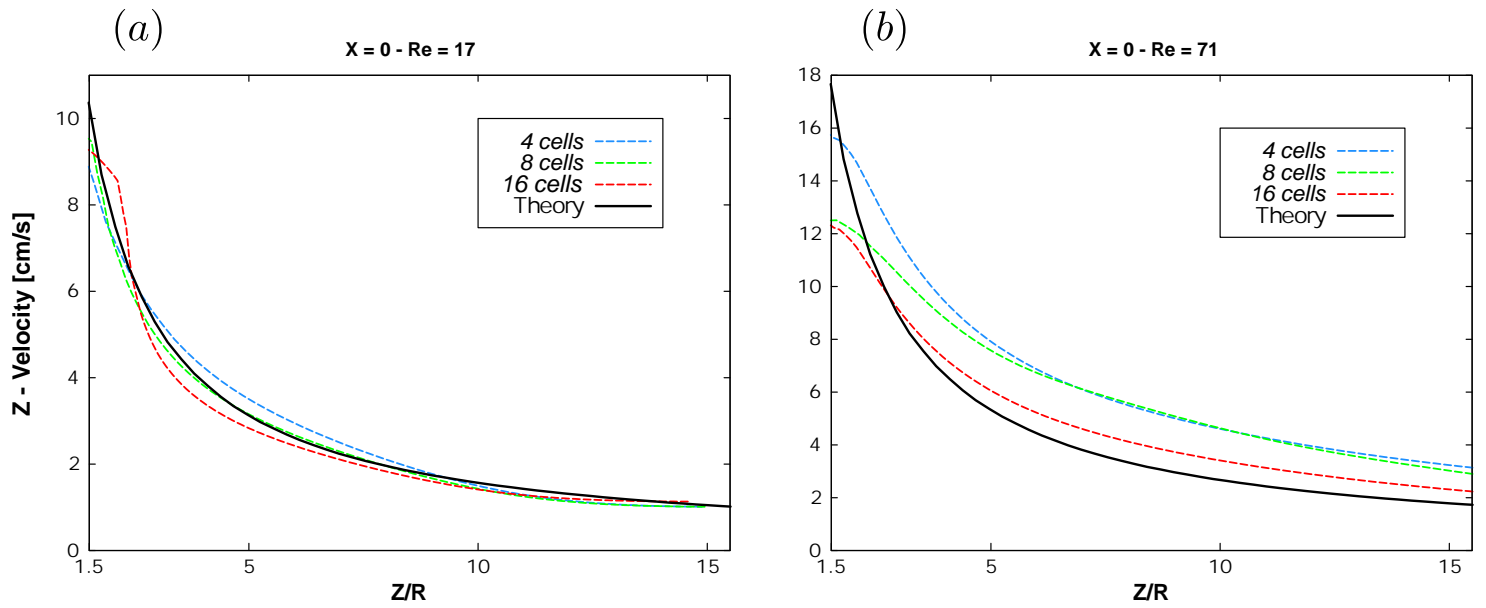 (a)
X = 0 - Re = 17
Z - Velocity [cm/s]
10
8
6
4
2
0
4 cells
8 cells
16 cells
Theory
1.5
5
10
15
Z/R
(b)
X = 0 - Re = 71
18
16
14
12
10
8
6
4
2
0
4 cells
8 cells
16 cells
Theory
1.5
5
10
15
Z/R